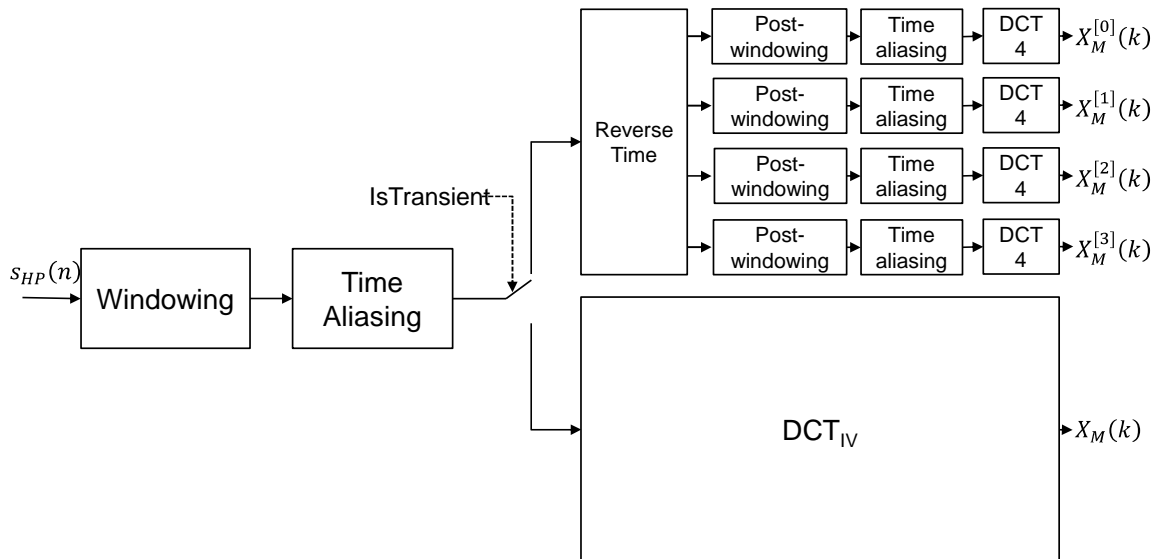 Post-
windowing
Time
aliasing
DCT
4
X_M^{[0]}(k)
Post-
windowing
Time
aliasing
DCT
4
X_M^{[1]}(k)
Reverse
Time
Post-
windowing
Time
aliasing
DCT
4
X_M^{[2]}(k)
Post-
windowing
Time
aliasing
DCT
4
X_M^{[3]}(k)
IsTransient
s_{HP}(n)
Windowing
Time
Aliasing
DCT_{IV}
X_M(k)